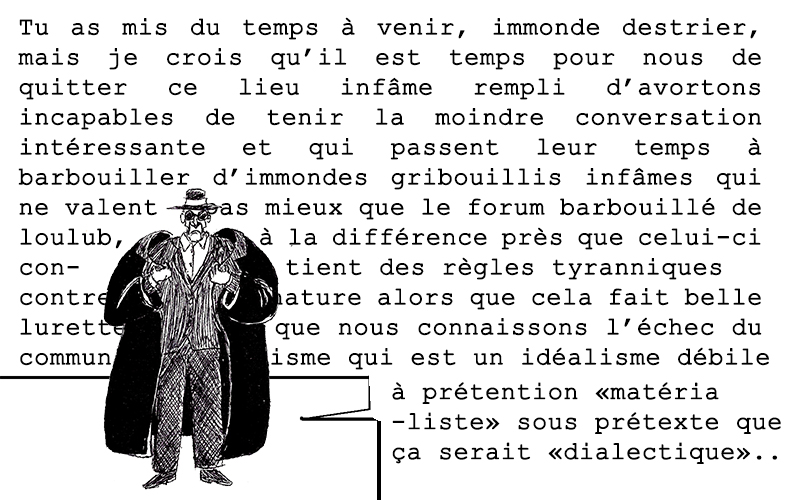 Tu as mis du temps à venir, immonde destrier,
mais je crois qu’il est temps pour nous de
quitter ce lieu infâme rempli d’avortons
incapables de tenir la moindre conversation
intéressante et qui passent leur temps à
barbouiller d’immondes gribouillis infâmes qui
ne valent as mieux que le forum barbouillé de
loulub, à la différence près que celui-ci
con- tient des règles tyranniques
contre nature alors que cela fait belle
lurette que nous connaissons l’échec du
commun isme qui est un idéalisme débile
à prétention «matéria
-liste» sous prétexte que
ça serait «dialectique»..